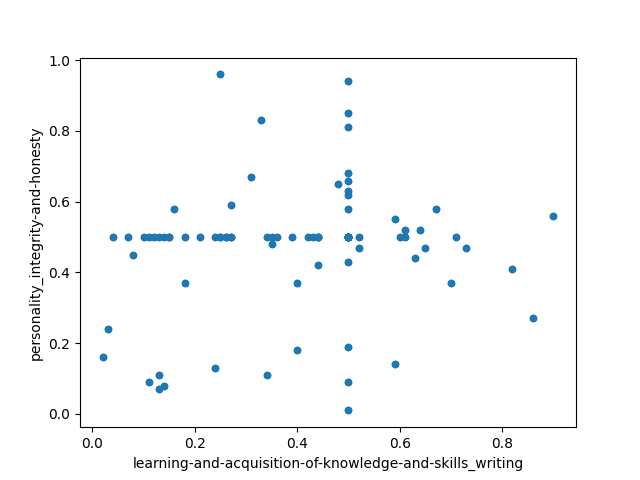 1.0
0.8
0.6
0.4
0.2
0.0
personality_integrity-and-honesty
0.0 0.2 0.4 0.6 0.8
learning-and-acquisition-of-knowledge-and-skills_writing